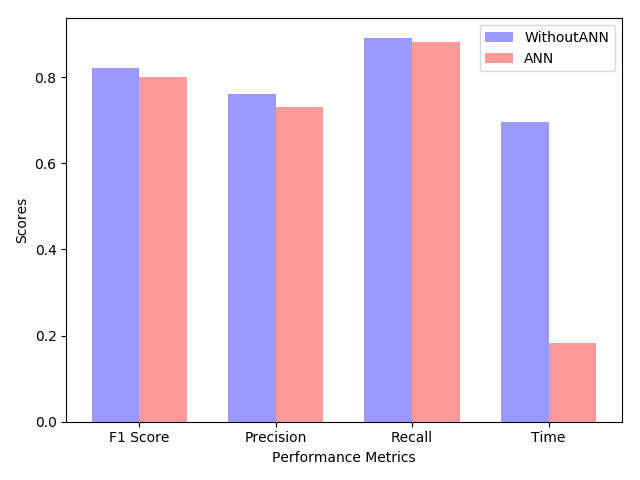 WithoutANN
ANN
Scores
0.8
0.6
0.4
0.2
0.0
F1 Score
Precision
Recall
Time
Performance Metrics